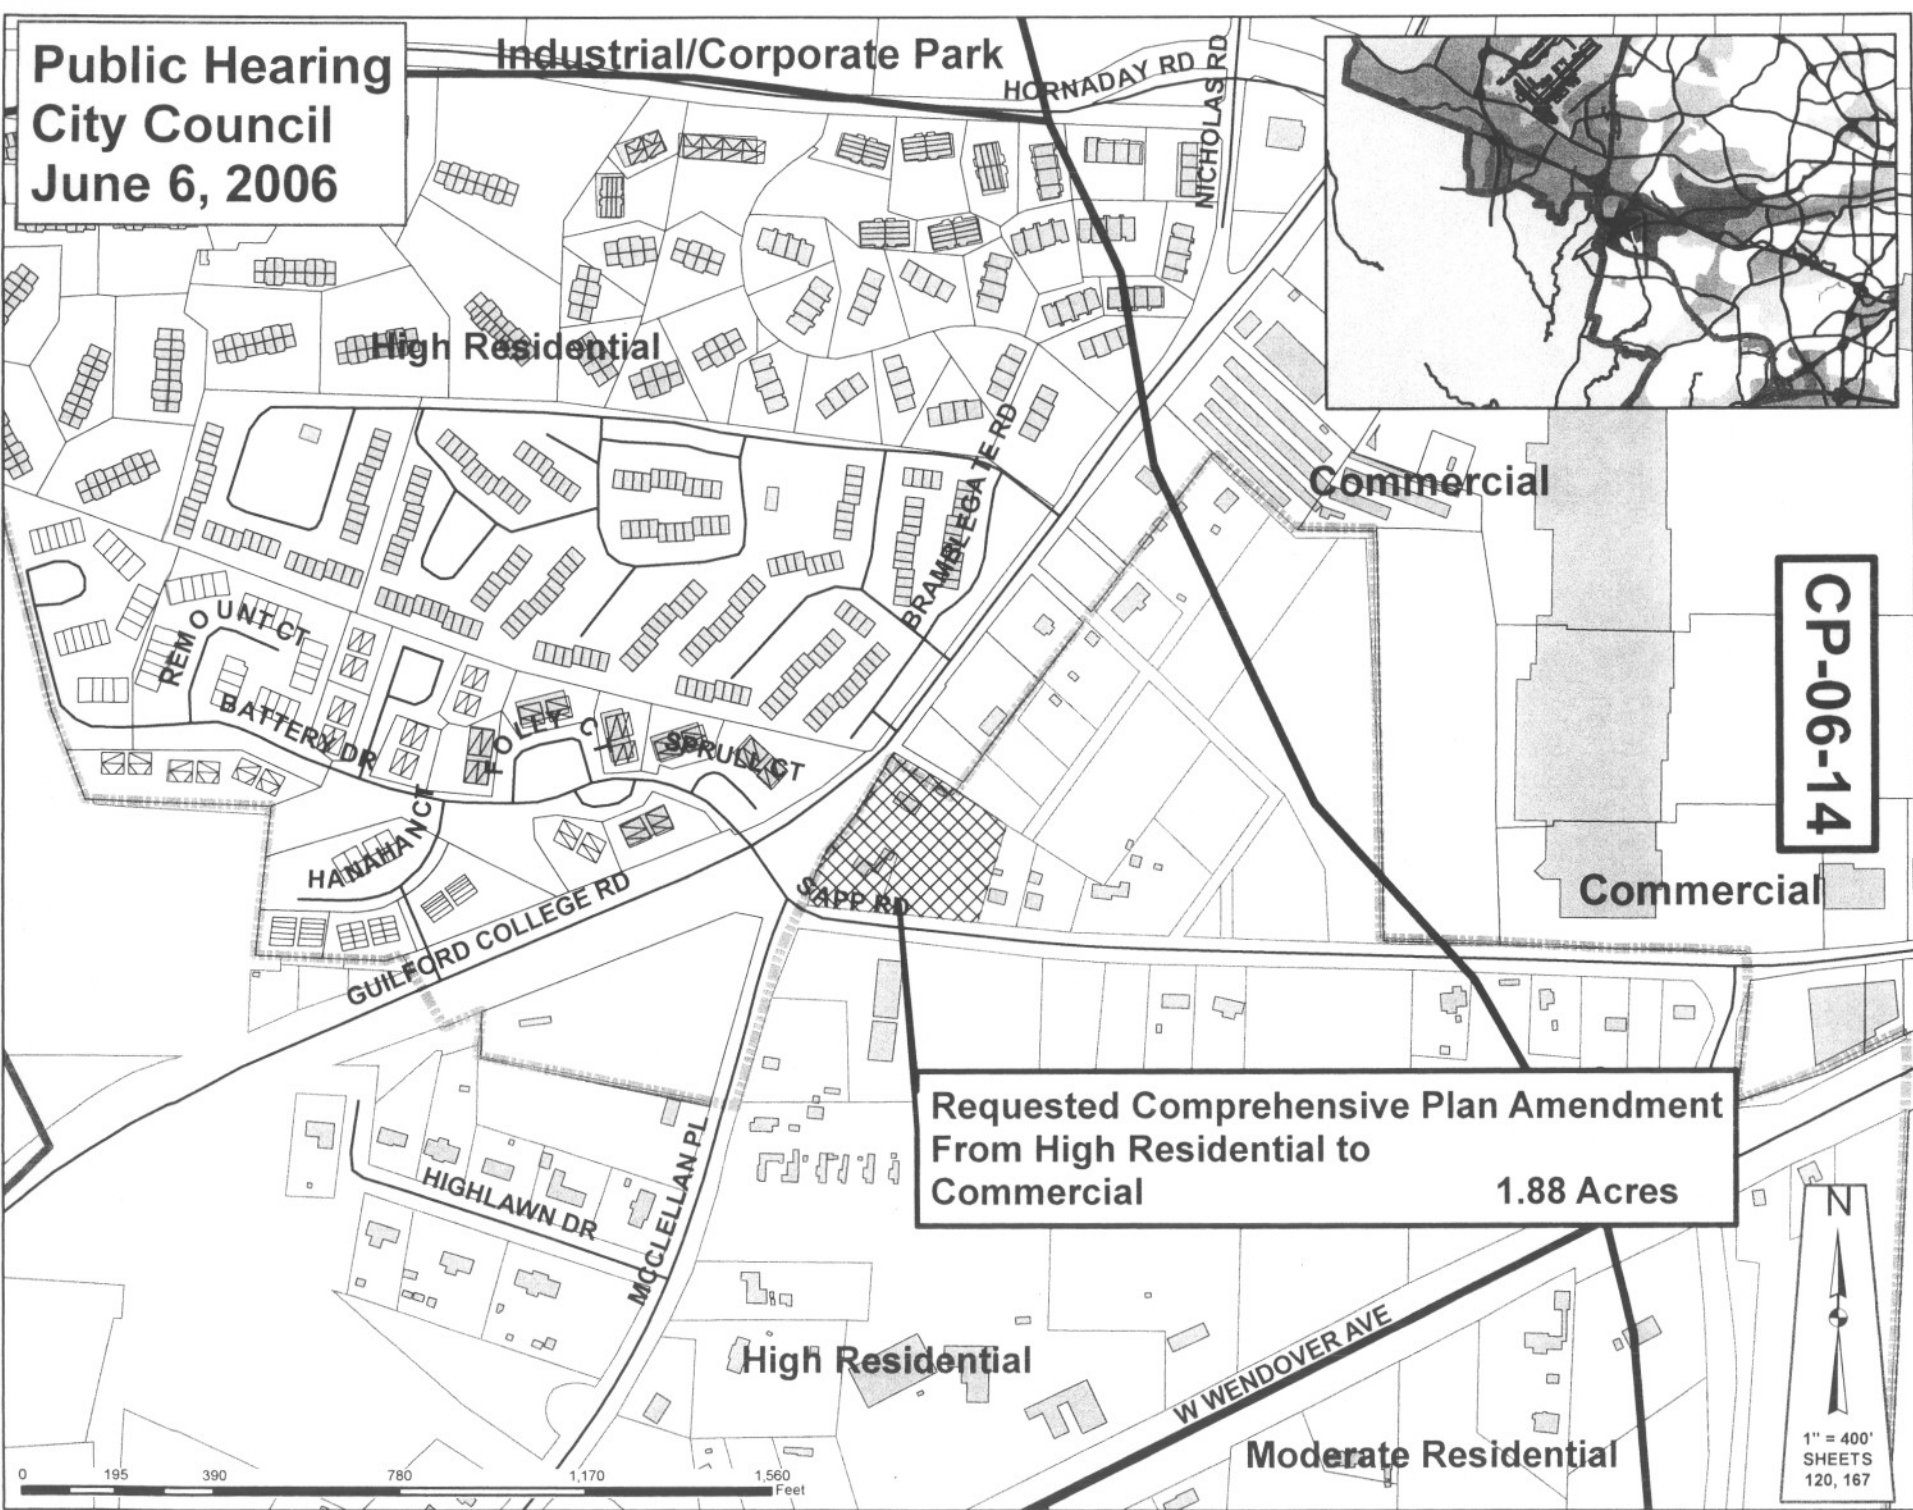 Public Hearing
City Council
June 6, 2006
Industrial/Corporate Park
HORNADAY RD
NICHOLAS RD
High Residential
BRAMBLEGATE RD
Commercial
CP-06-14
REMOUNT CT
BATTERY DR
FOLLEY CT
SPRULL CT
HANAHAN CT
GUILFORD COLLEGE RD
SAPP RD
Commercial
Requested Comprehensive Plan Amendment
From High Residential to
Commercial 1.88 Acres
HIGHLAWN DR
MCCLELLAN PL
High Residential
W WENDOVER AVE
Moderate Residential
N
1" = 400'
SHEETS
120, 167
0 195 390 780 1,170 1,560
Feet